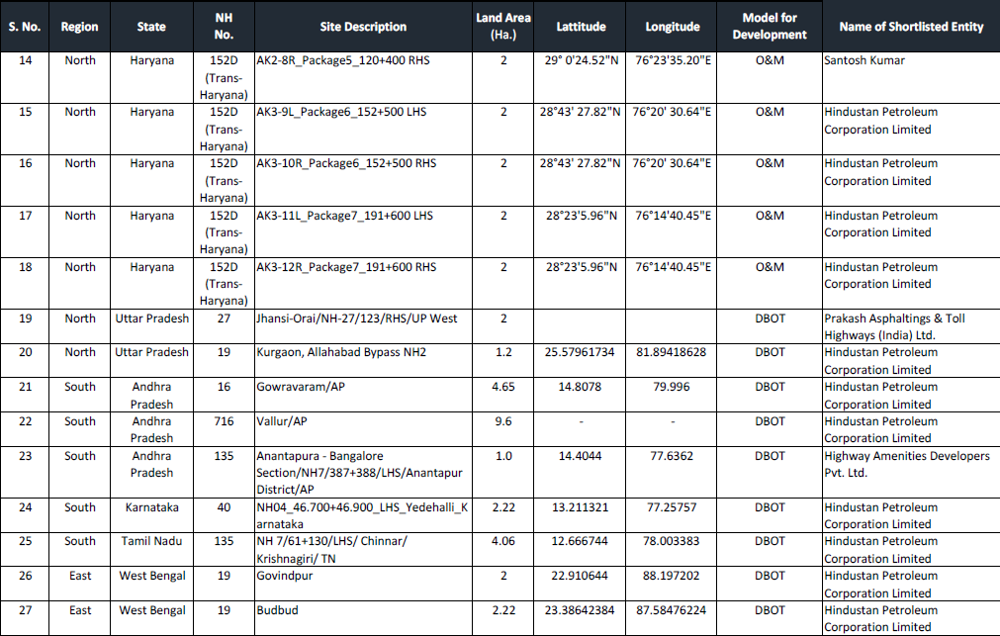 S. No. Region State NH No. Site Description Land Area (Ha.) Lattitude Longitude Model for Development Name of Shortlisted Entity
14 North Haryana 152D (Trans-Haryana) AK2-8R_Package5_120+400 RHS 2 29° 0'24.52"N 76°23'35.20"E O&M Santosh Kumar
15 North Haryana 152D (Trans-Haryana) AK3-9L_Package6_152+500 LHS 2 28°43' 27.82"N 76°20' 30.64"E O&M Hindustan Petroleum Corporation Limited
16 North Haryana 152D (Trans-Haryana) AK3-10R_Package6_152+500 RHS 2 28°43' 27.82"N 76°20' 30.64"E O&M Hindustan Petroleum Corporation Limited
17 North Haryana 152D (Trans-Haryana) AK3-11L_Package7_191+600 LHS 2 28°23'5.96"N 76°14'40.45"E O&M Hindustan Petroleum Corporation Limited
18 North Haryana 152D (Trans-Haryana) AK3-12R_Package7_191+600 RHS 2 28°23'5.96"N 76°14'40.45"E O&M Hindustan Petroleum Corporation Limited
19 North Uttar Pradesh 27 Jhansi-Orai/NH-27/123/RHS/UP West 2 DBOT Prakash Asphaltings & Toll Highways (India) Ltd.
20 North Uttar Pradesh 19 Kurgaon, Allahabad Bypass NH2 1.2 25.57961734 81.89418628 DBOT Hindustan Petroleum Corporation Limited
21 South Andhra Pradesh 16 Gowravaram/AP 4.65 14.8078 79.996 DBOT Hindustan Petroleum Corporation Limited
22 South Andhra Pradesh 716 Vallur/AP 9.6 - - DBOT Hindustan Petroleum Corporation Limited
23 South Andhra Pradesh 135 Anantapura - Bangalore Section/NH7/387+388/LHS/Anantapur District/AP 1.0 14.4044 77.6362 DBOT Highway Amenities Developers Pvt. Ltd.
24 South Karnataka 40 NH04_46.700+46.900_LHS_Yedehalli_Karnataka 2.22 13.211321 77.25757 DBOT Hindustan Petroleum Corporation Limited
25 South Tamil Nadu 135 NH 7/61+130/LHS/ Chinnar/ Krishnagiri/ TN 4.06 12.666744 78.003383 DBOT Hindustan Petroleum Corporation Limited
26 East West Bengal 19 Govindpur 2 22.910644 88.197202 DBOT Hindustan Petroleum Corporation Limited
27 East West Bengal 19 Budbud 2.22 23.38642384 87.58476224 DBOT Hindustan Petroleum Corporation Limited